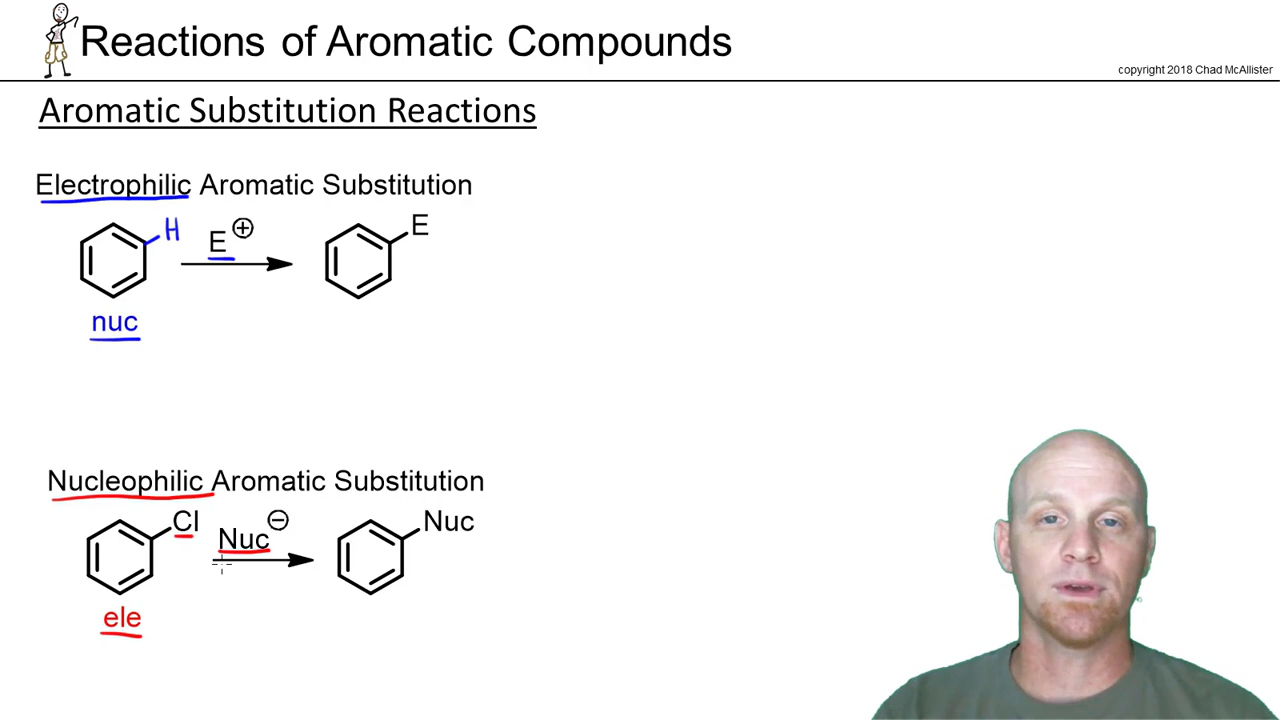 Reactions of Aromatic Compounds
copyright 2018 Chad McAllister
Aromatic Substitution Reactions
Electrophilic Aromatic Substitution
H E⊕ E
nuc
Nucleophilic Aromatic Substitution
Cl Nuc⊖ Nuc
ele